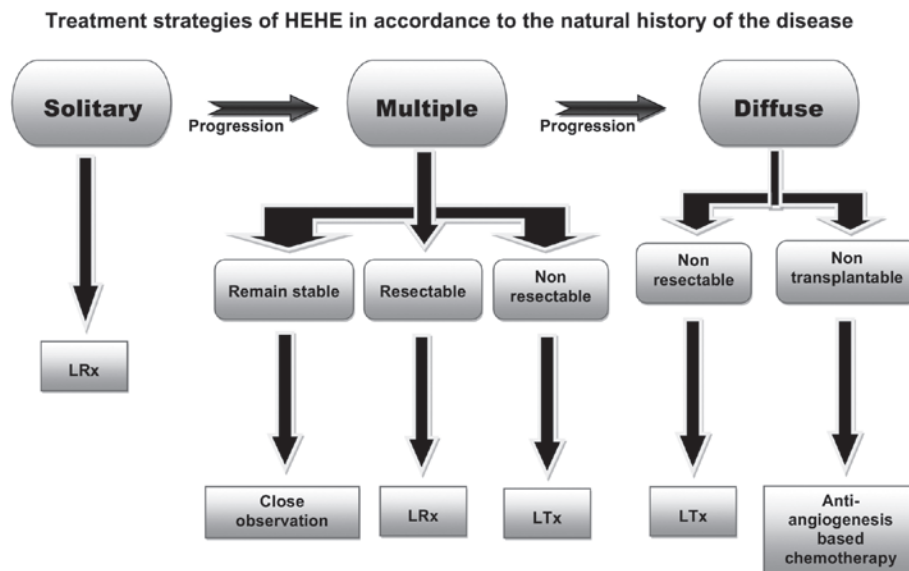 Treatment strategies of HEHE in accordance to the natural history of the disease
Solitary
Progression
Multiple
Progression
Diffuse
Remain stable
Resectable
Non
resectable
Non
resectable
Non
transplantable
LRx
Close
observation
LRx
LTx
LTx
Anti-
angiogenesis
based
chemotherapy